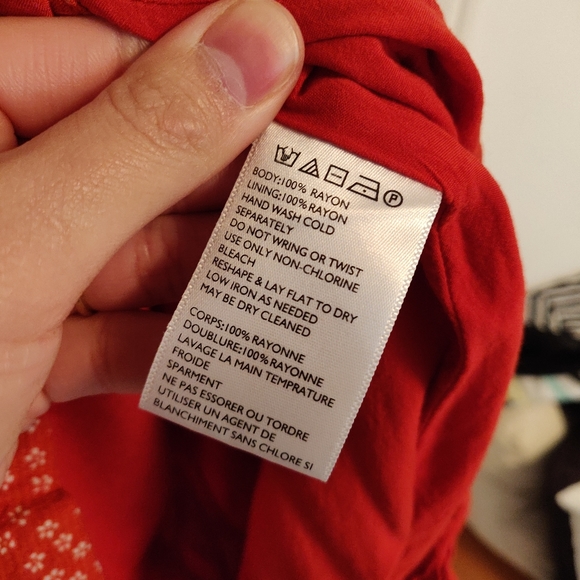 BODY:100% RAYON
LINING:100% RAYON
HAND WASH COLD
SEPARATELY
DO NOT WRING OR TWIST
USE ONLY NON-CHLORINE
BLEACH
RESHAPE & LAY FLAT TO DRY
LOW IRON AS NEEDED
MAY BE DRY CLEANED
CORPS:100% RAYONNE
DOUBLURE:100% RAYONNE
LAVAGE LA MAIN TEMPRATURE
FROIDE
SPARMENT
NE PAS ESSORER OU TORDRE
UTILISER UN AGENT DE
BLANCHIMENT SANS CHLORE SI